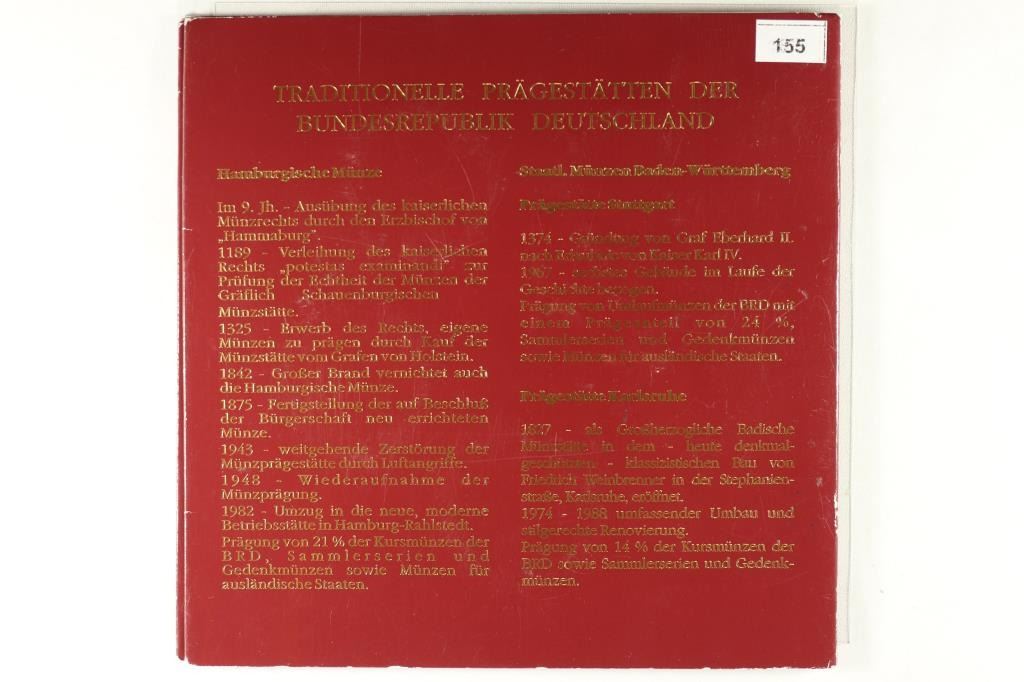 155
TRADITIONELLE PRÄGESTÄTTEN DER
BUNDESREPUBLIK DEUTSCHLAND
Hamburgische Münze
Im 9. Jh. - Ausübung des kaiserlichen
Münzrechts durch den Erzbischof von
„Hammaburg".
1189 - Verleihung des kaiserlichen
Rechts „potestas examinandi" zur
Prüfung der Echtheit der Münzen der
Gräflich Schauenburgischen
Münzstätte.
1325 - Erwerb des Rechts, eigene
Münzen zu prägen durch Kauf der
Münzstätte vom Grafen von Holstein.
1842 - Großer Brand vernichtet auch
die Hamburgische Münze.
1875 - Fertigstellung der auf Beschluß
der Bürgerschaft neu errichteten
Münze.
1943 - weitgehende Zerstörung der
Münzprägestätte durch Luftangriffe.
1948 - Wiederaufnahme der
Münzprägung.
1982 - Umzug in die neue, moderne
Betriebsstätte in Hamburg-Rahlstedt.
Prägung von 21 % der Kursmünzen der
BRD, Sammlerserien und
Gedenkmünzen sowie Münzen für
ausländische Staaten.
Staatl. Münzen Baden-Württemberg
Prägestätte Stuttgart
1374 - Gründung von Graf Eberhard II.
nach Erlaubnis von Kaiser Karl IV.
1967 - sechstes Gebäude im Laufe der
Geschichte bezogen.
Prägung von Umlaufmünzen der BRD mit
einem Prägeanteil von 24 %,
Sammlerserien und Gedenkmünzen
sowie Münzen für ausländische Staaten.
Prägestätte Karlsruhe
1827 - als Großherzogliche Badische
Münzstätte in dem - heute denkmal-
geschützten - klassizistischen Bau von
Friedrich Weinbrenner in der Stephanien-
straße, Karlsruhe, eröffnet.
1974 - 1988 umfassender Umbau und
stilgerechte Renovierung.
Prägung von 14 % der Kursmünzen der
BRD sowie Sammlerserien und Gedenk-
münzen.